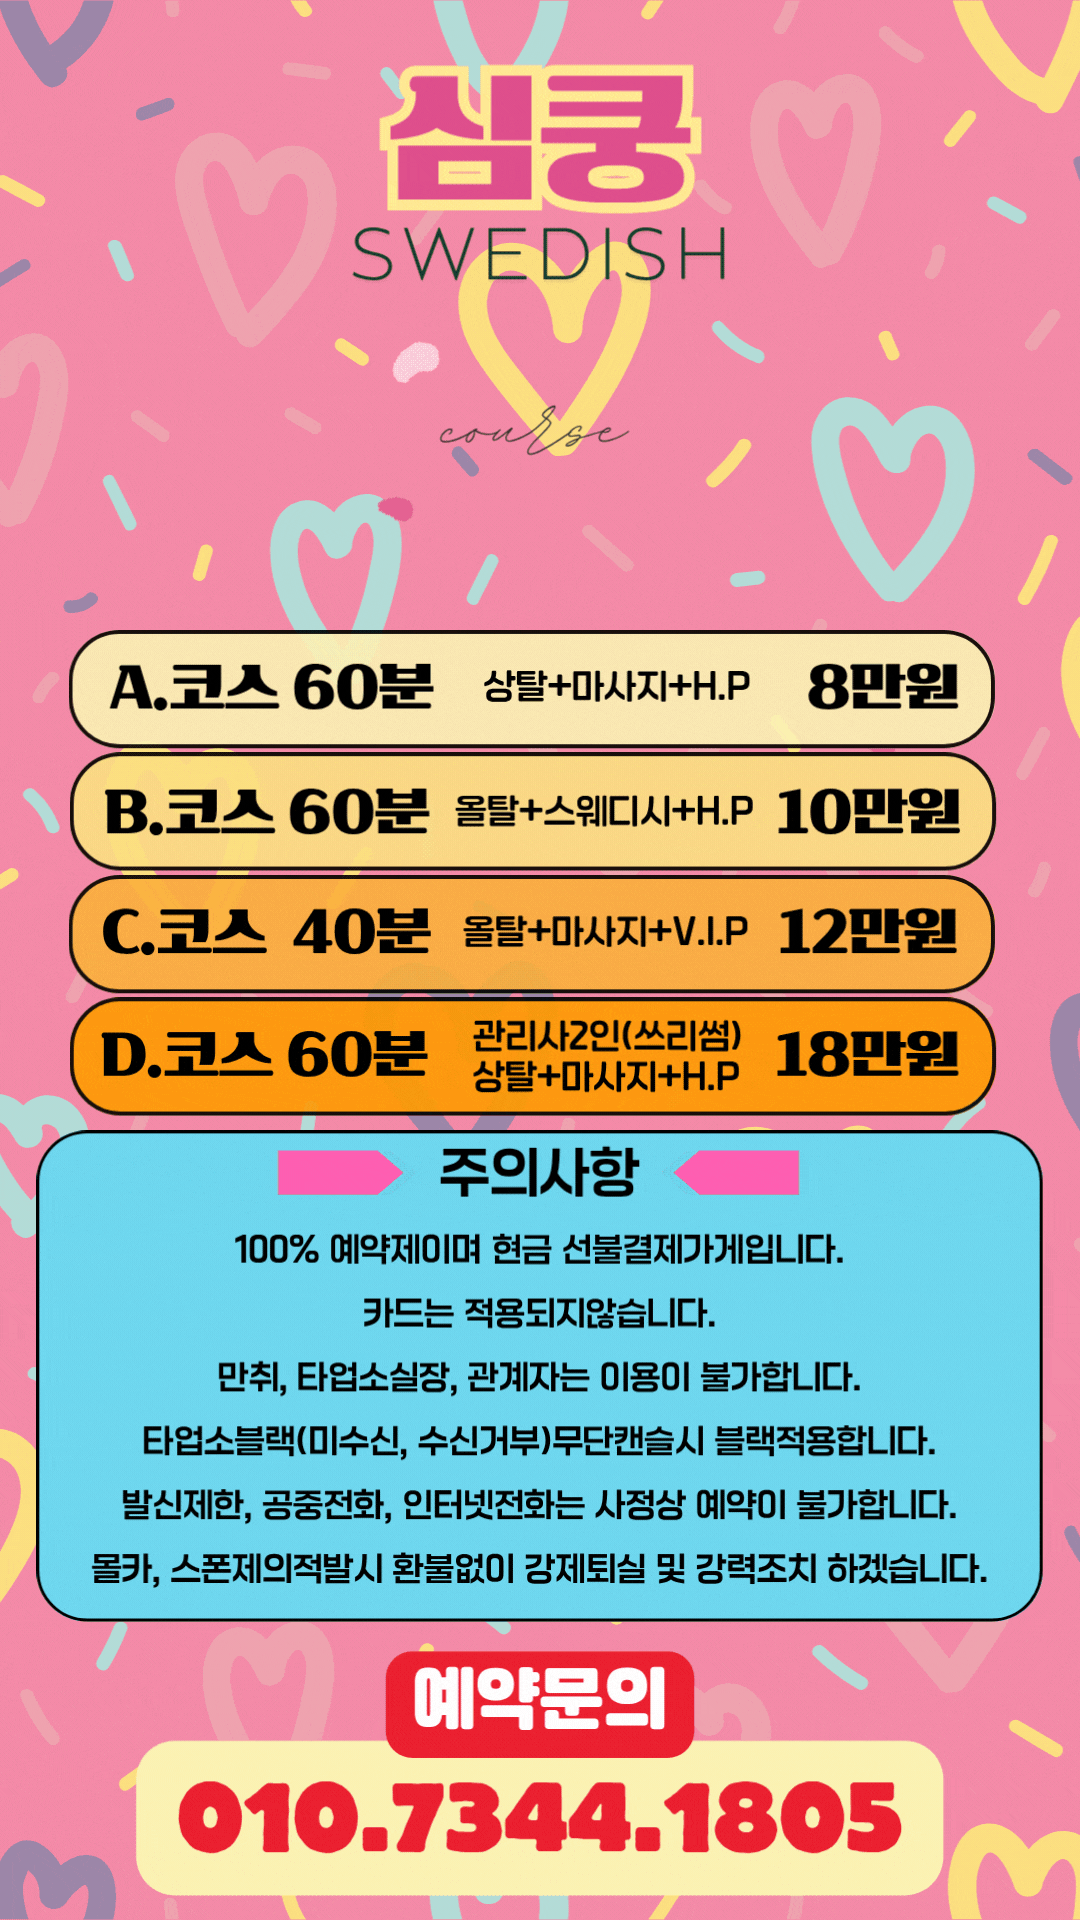 심쿵
SWEDISH
course
A.코스 60분 상탈+마사지+H.P 8만원
B.코스 60분 올탈+스웨디시+H.P 10만원
C.코스 40분 올탈+마사지+V.I.P 12만원
D.코스 60분 관리사2인(쓰리썸) 18만원
상탈+마사지+H.P
주의사항
100% 예약제이며 현금 선불결제가게입니다.
카드는 적용되지않습니다.
만취, 타업소실장, 관계자는 이용이 불가합니다.
타업소블랙(미수신, 수신거부)무단캔슬시 블랙적용합니다.
발신제한, 공중전화, 인터넷전화는 사정상 예약이 불가합니다.
몰카, 스폰제의적발시 환불없이 강제퇴실 및 강력조치 하겠습니다.
예약문의
010.7344.1805